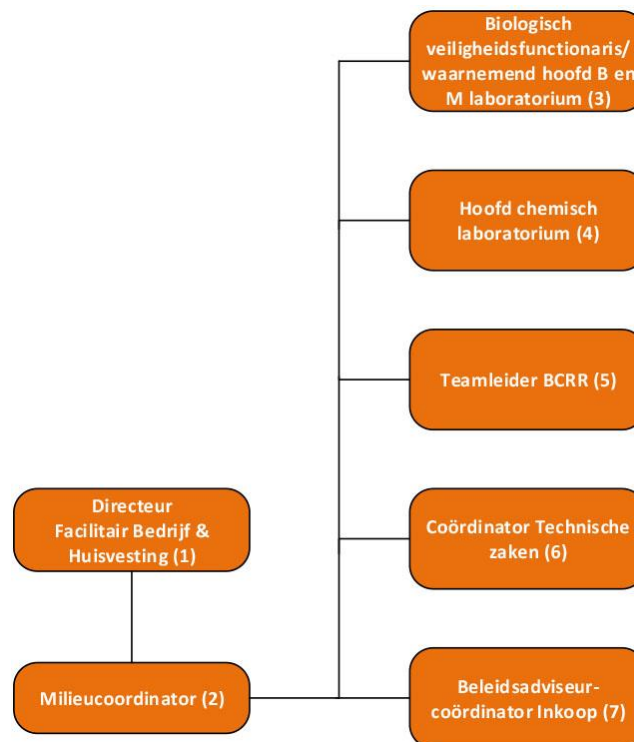 Biologisch
veiligheidsfunctionaris/
waarnemend hoofd B en
M laboratorium (3)
Hoofd chemisch
laboratorium (4)
Teamleider BCRR (5)
Directeur
Facilitair Bedrijf &
Huisvesting (1)
Coördinator Technische
zaken (6)
Milieucoordinator (2)
Beleidsadviseur-
coördinator Inkoop (7)